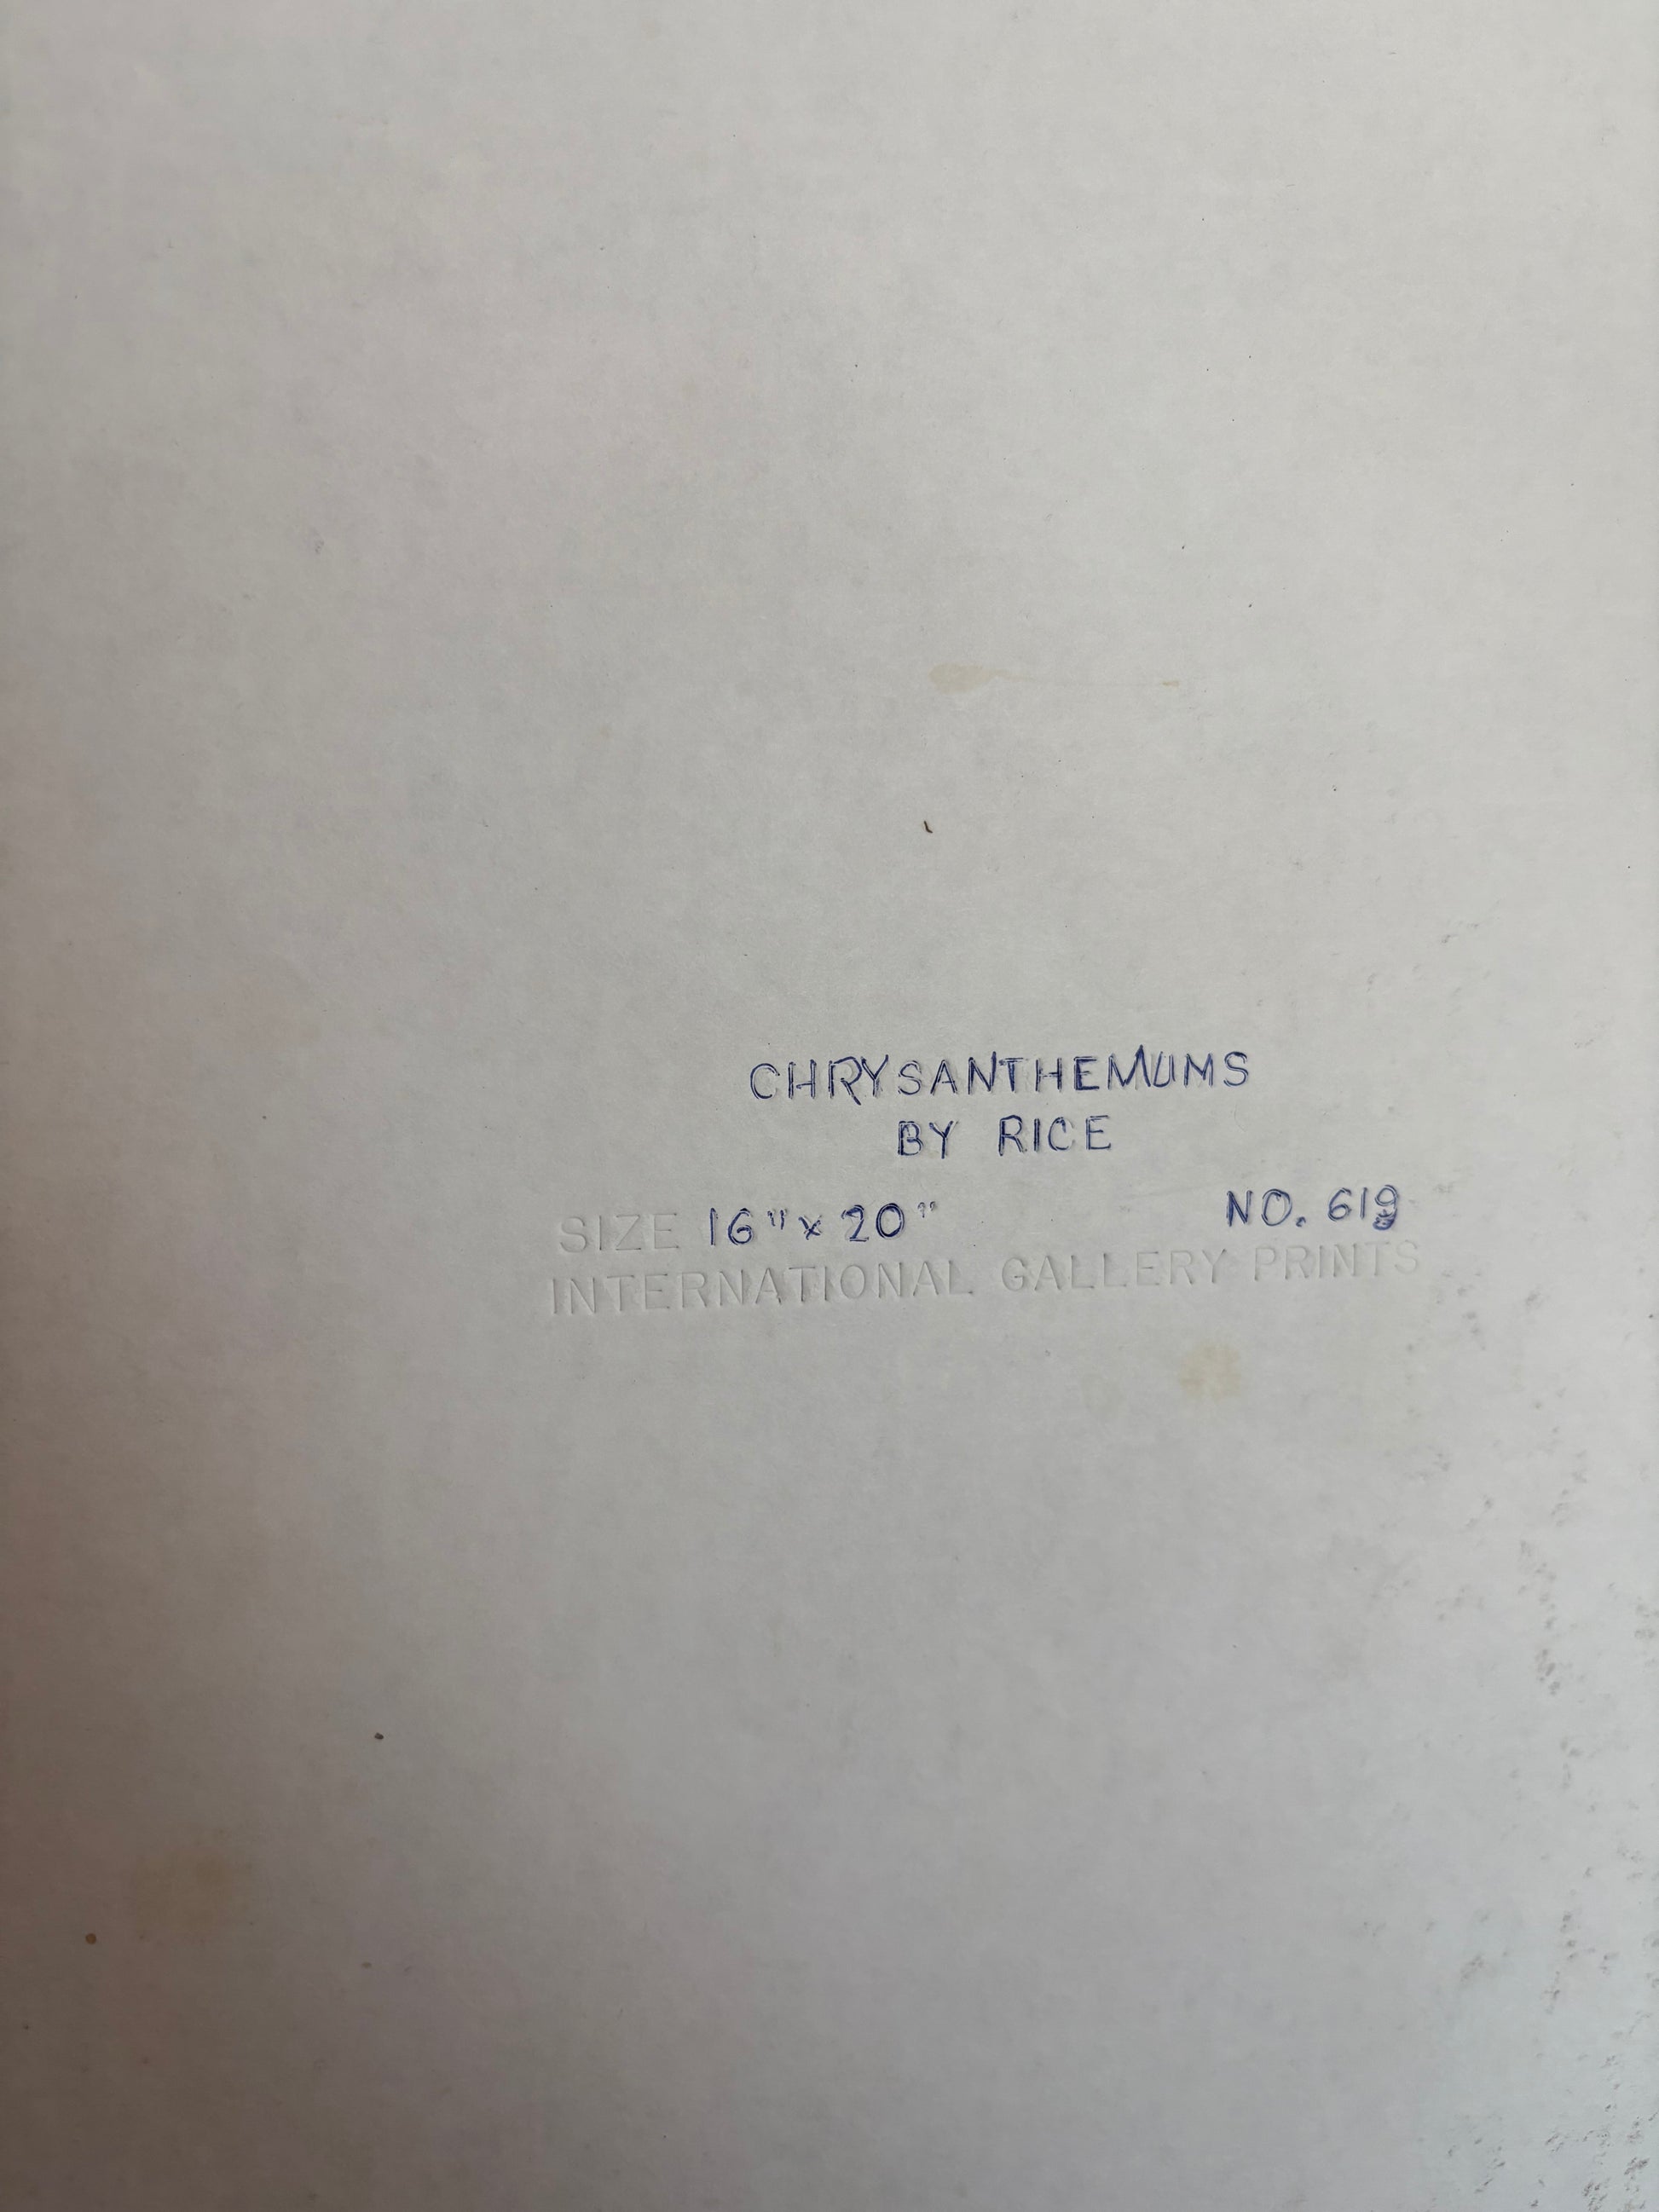 CHRYSANTHEMUMS
BY RICE
SIZE 16" x 20" NO. 619
INTERNATIONAL GALLERY PRINTS